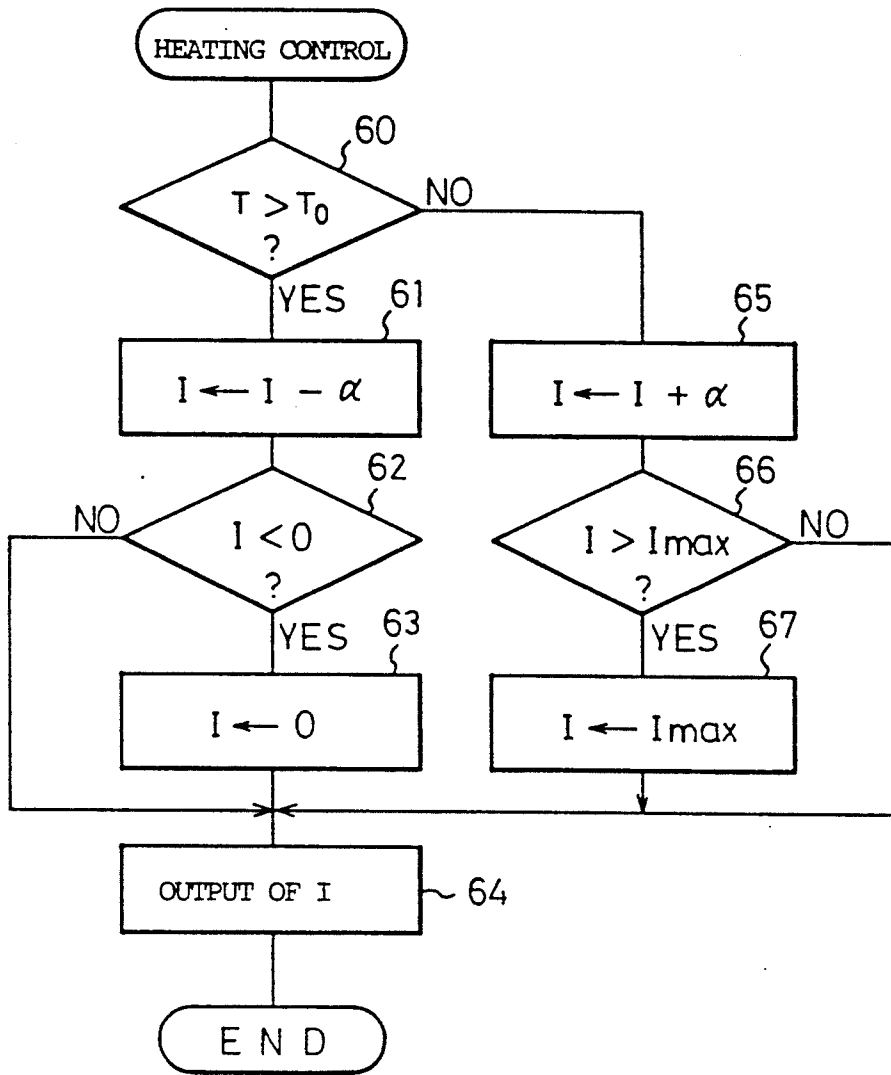 HEATING CONTROL
60
T > T₀
?
NO
YES
61
I ← I − α
65
I ← I + α
62
NO
I < 0
?
YES
66
I > Imax
?
NO
YES
63
I ← 0
67
I ← Imax
OUTPUT OF I
64
END